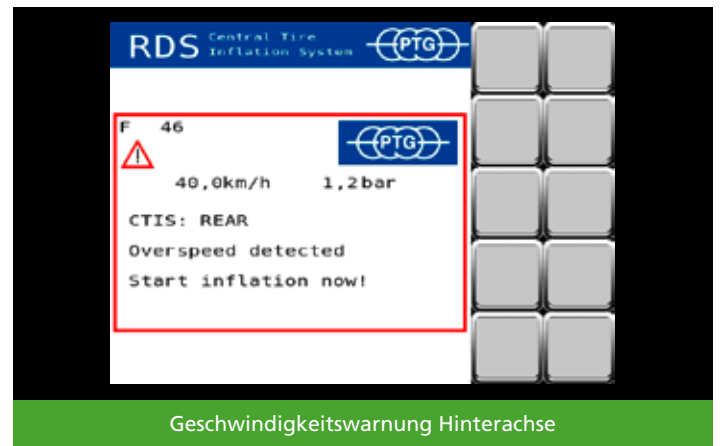 RDS Central Tire Inflation System PTG
F 46
PTG
40,0km/h 1,2bar
CTIS: REAR
Overspeed detected
Start inflation now!
Geschwindigkeitswarnung Hinterachse